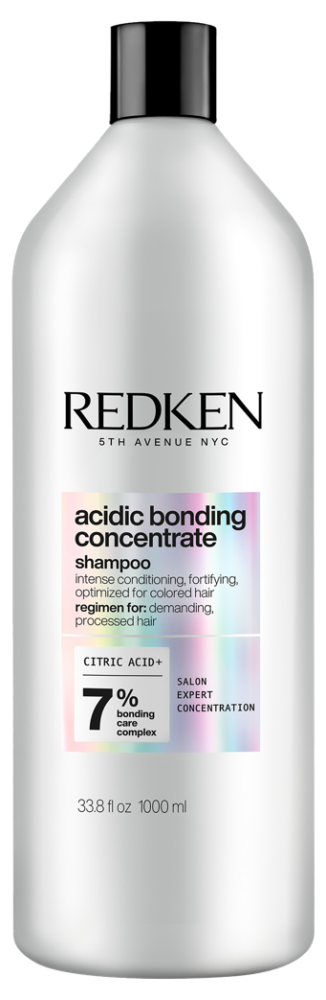 REDKEN
5TH AVENUE NYC
acidic bonding
concentrate
shampoo
intense conditioning, fortifying,
optimized for colored hair
regimen for: demanding,
processed hair
CITRIC ACID+
7%
bonding
care
complex
SALON
EXPERT
CONCENTRATION
33.8 fl oz 1000 ml